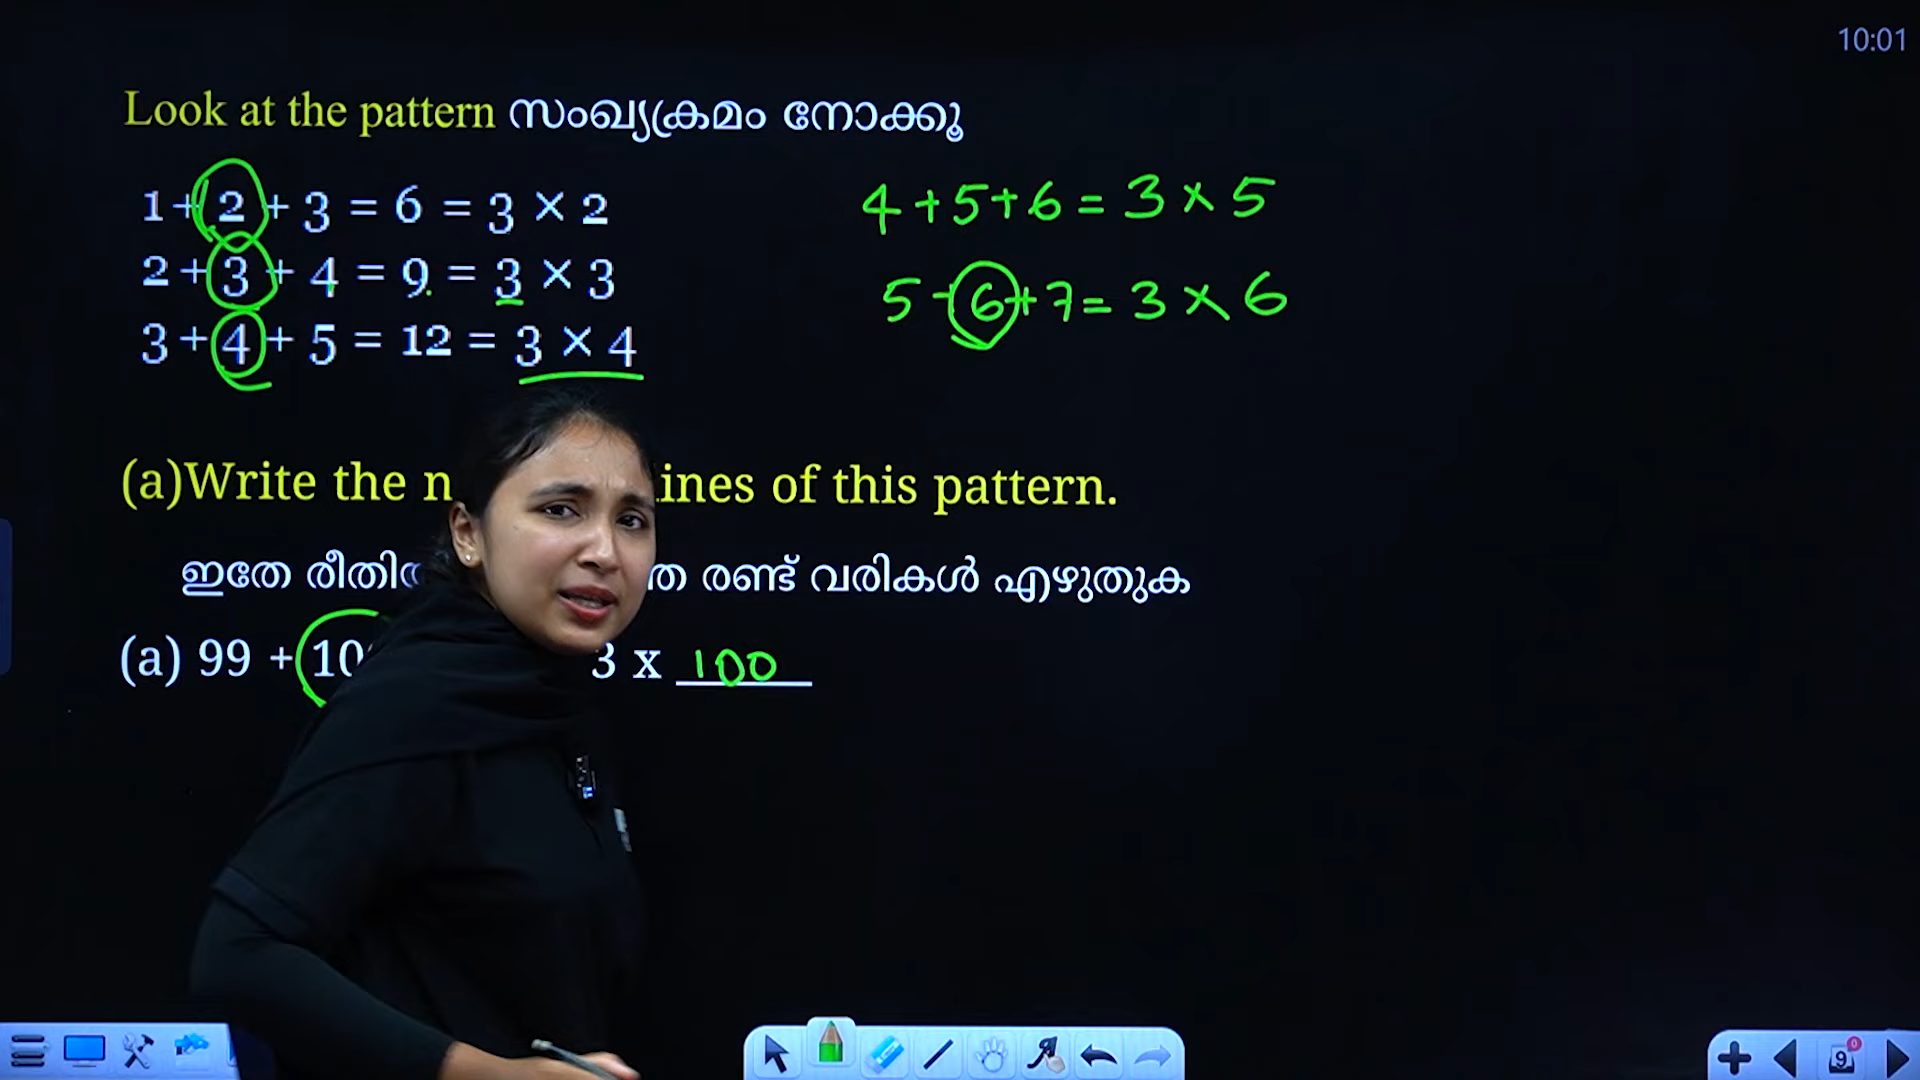 10:01
Look at the pattern സംഖ്യക്രമം നോക്കൂ
1 + 2 + 3 = 6 = 3 × 2
2 + 3 + 4 = 9 = 3 × 3
3 + 4 + 5 = 12 = 3 × 4
4 + 5 + 6 = 3 × 5
5 + 6 + 7 = 3 × 6
(a) Write the of this pattern.
ഇതേ രണ്ട് വരികൾ എഴുതുക
(a) 99 + 3 x 100
9
0